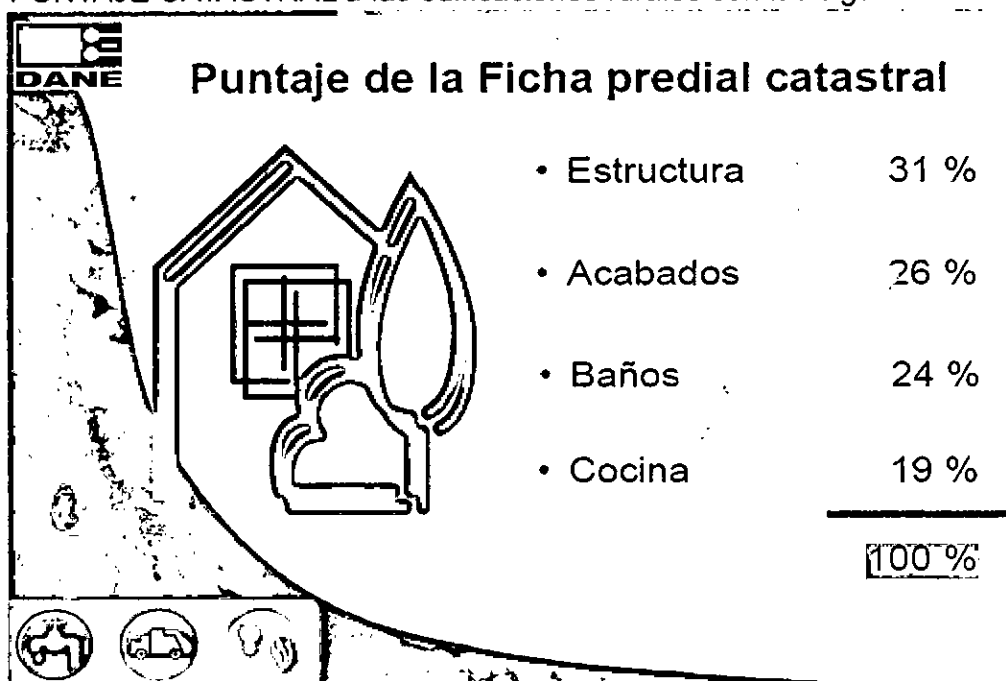 DANE
Puntaje de la Ficha predial catastral
• Estructura 31 %
• Acabados 26 %
• Baños 24 %
• Cocina 19 %
100 %